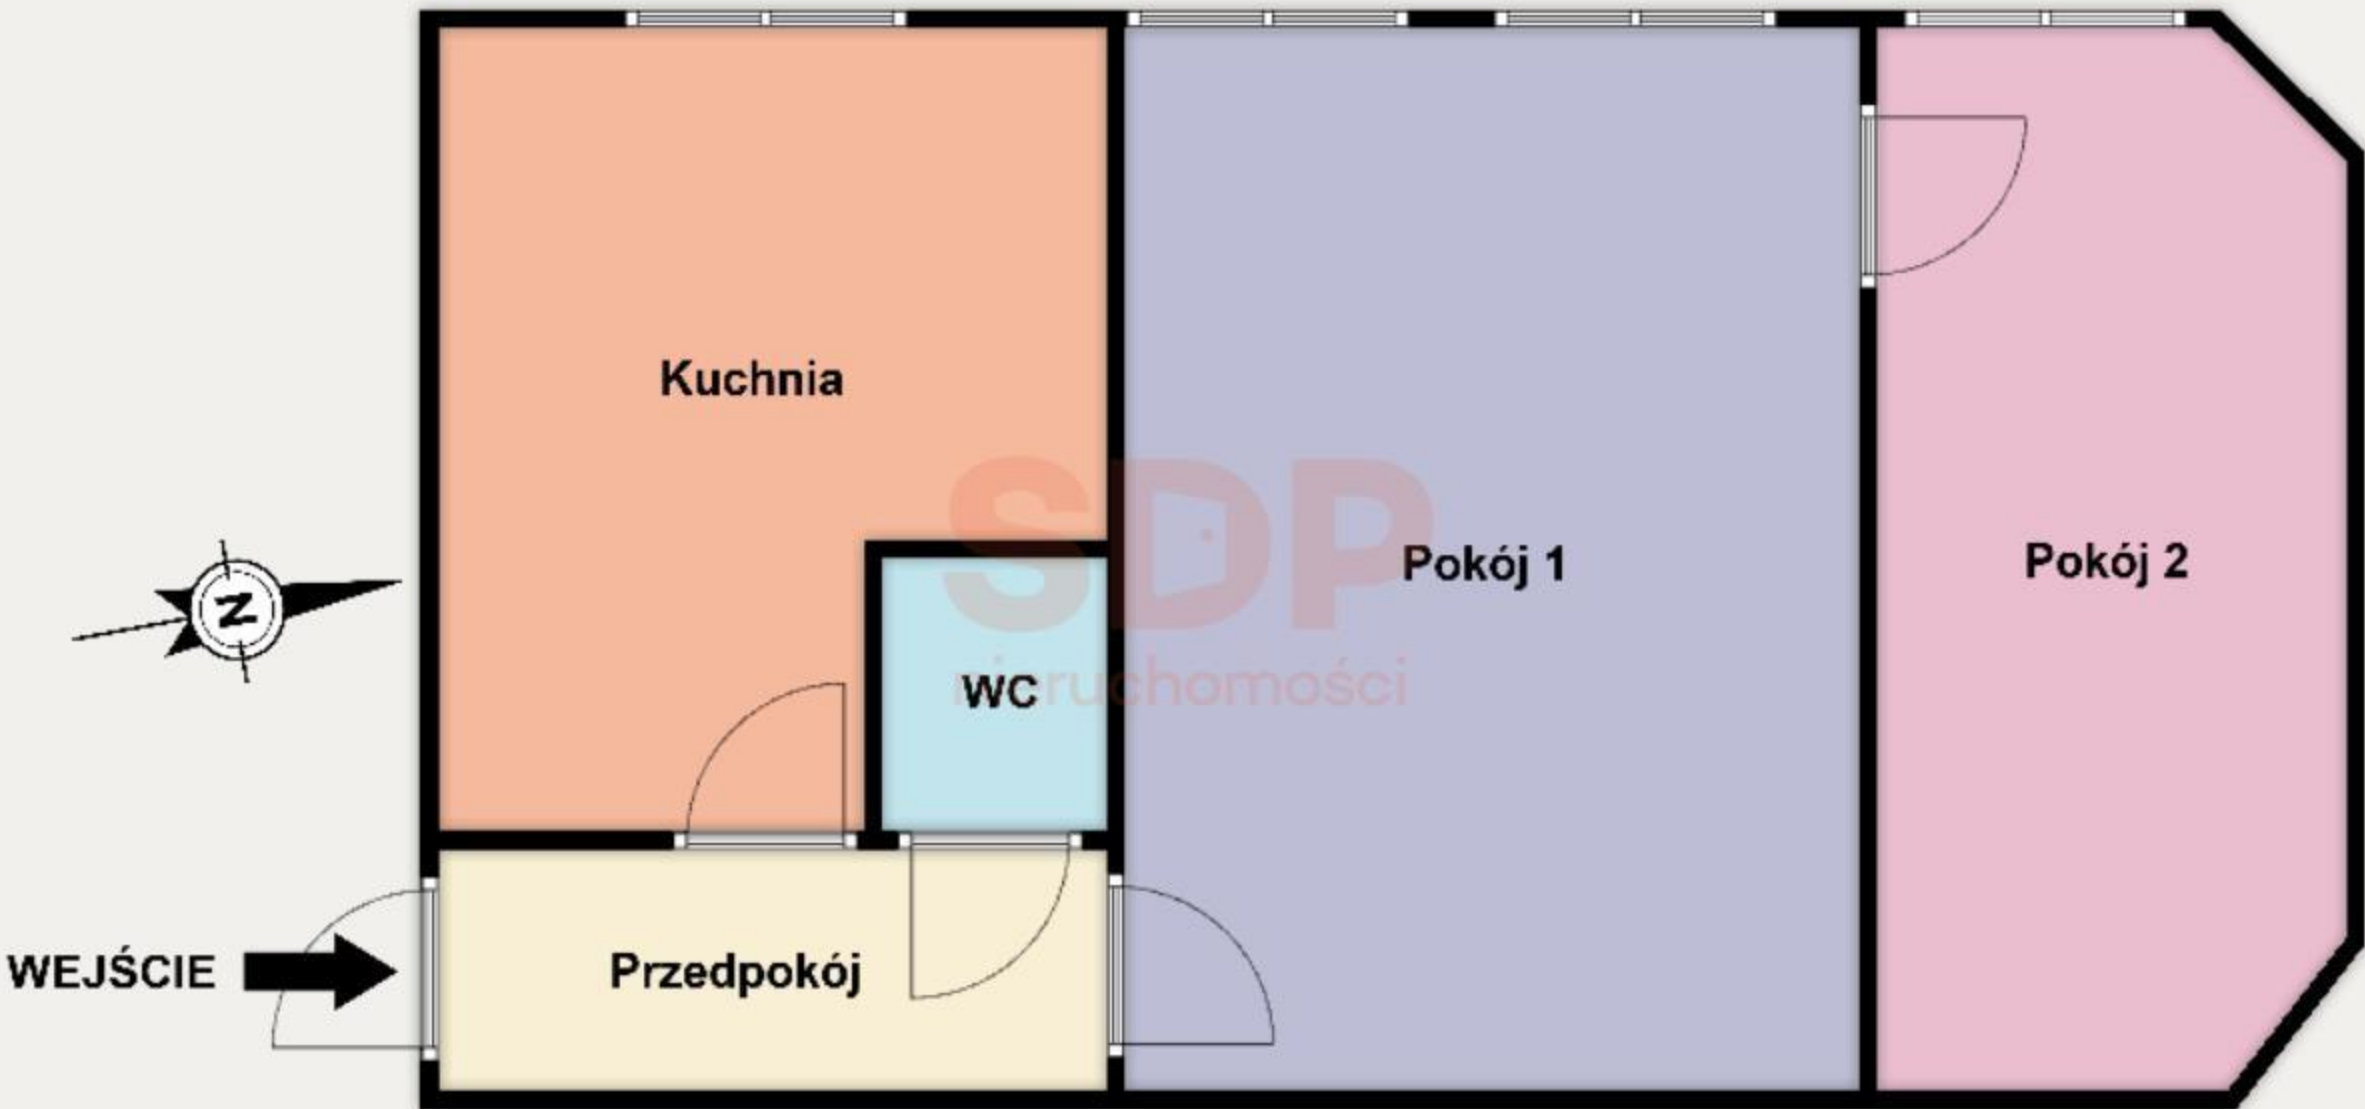 Kuchnia
SDP
nieruchomości
Pokój 1
Pokój 2
WC
N
WEJŚCIE
Przedpokój